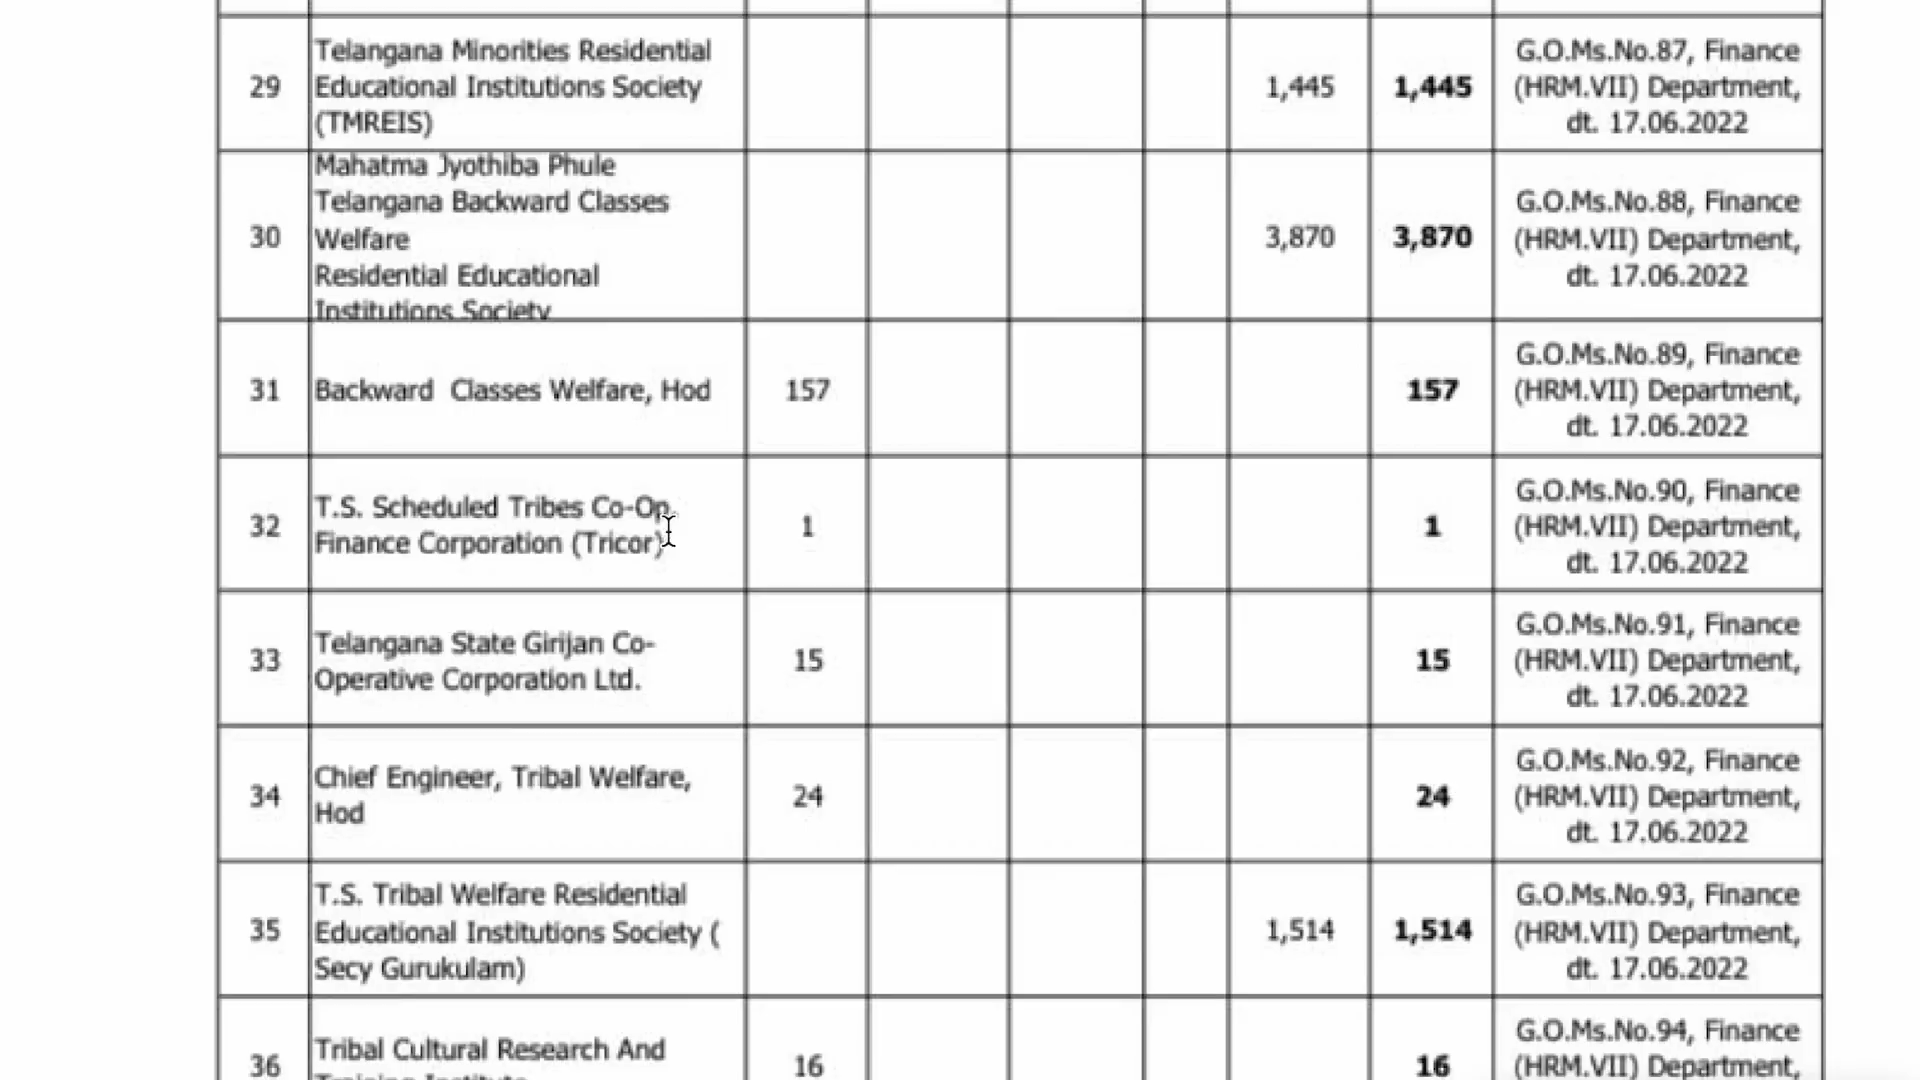 29
Telangana Minorities Residential
Educational Institutions Society
(TMREIS)
1,445
1,445
G.O.Ms.No.87, Finance
(HRM.VII) Department,
dt. 17.06.2022
30
Mahatma Jyothiba Phule
Telangana Backward Classes
Welfare
Residential Educational
Institutions Society
3,870
3,870
G.O.Ms.No.88, Finance
(HRM.VII) Department,
dt. 17.06.2022
31
Backward  Classes Welfare, Hod
157
157
G.O.Ms.No.89, Finance
(HRM.VII) Department,
dt. 17.06.2022
32
T.S. Scheduled Tribes Co-Op
Finance Corporation (Tricor)
1
1
G.O.Ms.No.90, Finance
(HRM.VII) Department,
dt. 17.06.2022
33
Telangana State Girijan Co-
Operative Corporation Ltd.
15
15
G.O.Ms.No.91, Finance
(HRM.VII) Department,
dt. 17.06.2022
34
Chief Engineer, Tribal Welfare,
Hod
24
24
G.O.Ms.No.92, Finance
(HRM.VII) Department,
dt. 17.06.2022
35
T.S. Tribal Welfare Residential
Educational Institutions Society (
Secy Gurukulam)
1,514
1,514
G.O.Ms.No.93, Finance
(HRM.VII) Department,
dt. 17.06.2022
36
Tribal Cultural Research And
Training Institute
16
16
G.O.Ms.No.94, Finance
(HRM.VII) Department,